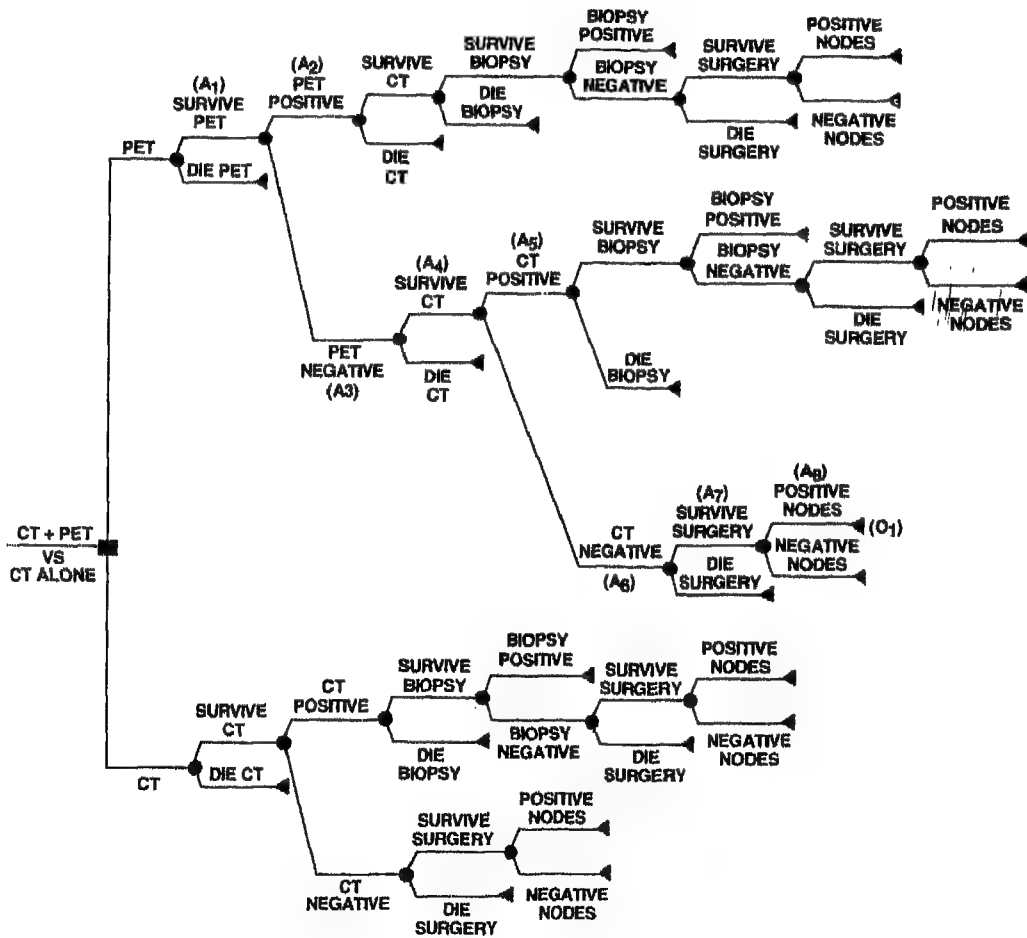 BIOPSY
POSITIVE
POSITIVE
NODES
SURVIVE
BIOPSY
SURVIVE
SURGERY
(A1)
SURVIVE
PET
(A2)
PET
POSITIVE
SURVIVE
CT
BIOPSY
NEGATIVE
DIE
BIOPSY
PET
DIE PET
DIE
CT
DIE
SURGERY
NEGATIVE
NODES
BIOPSY
POSITIVE
POSITIVE
NODES
SURVIVE
BIOPSY
SURVIVE
SURGERY
(A4)
SURVIVE
CT
(A5)
CT
POSITIVE
BIOPSY
NEGATIVE
PET
NEGATIVE
(A3)
DIE
CT
DIE
BIOPSY
DIE
SURGERY
NEGATIVE
NODES
(A7)
SURVIVE
SURGERY
(A8)
POSITIVE
NODES
(O1)
CT + PET
VS
CT ALONE
CT
NEGATIVE
(A6)
DIE
SURGERY
NEGATIVE
NODES
BIOPSY
POSITIVE
POSITIVE
NODES
SURVIVE
CT
CT
POSITIVE
SURVIVE
BIOPSY
SURVIVE
SURGERY
CT
DIE CT
DIE
BIOPSY
BIOPSY
NEGATIVE
DIE
SURGERY
NEGATIVE
NODES
SURVIVE
SURGERY
POSITIVE
NODES
CT
NEGATIVE
DIE
SURGERY
NEGATIVE
NODES